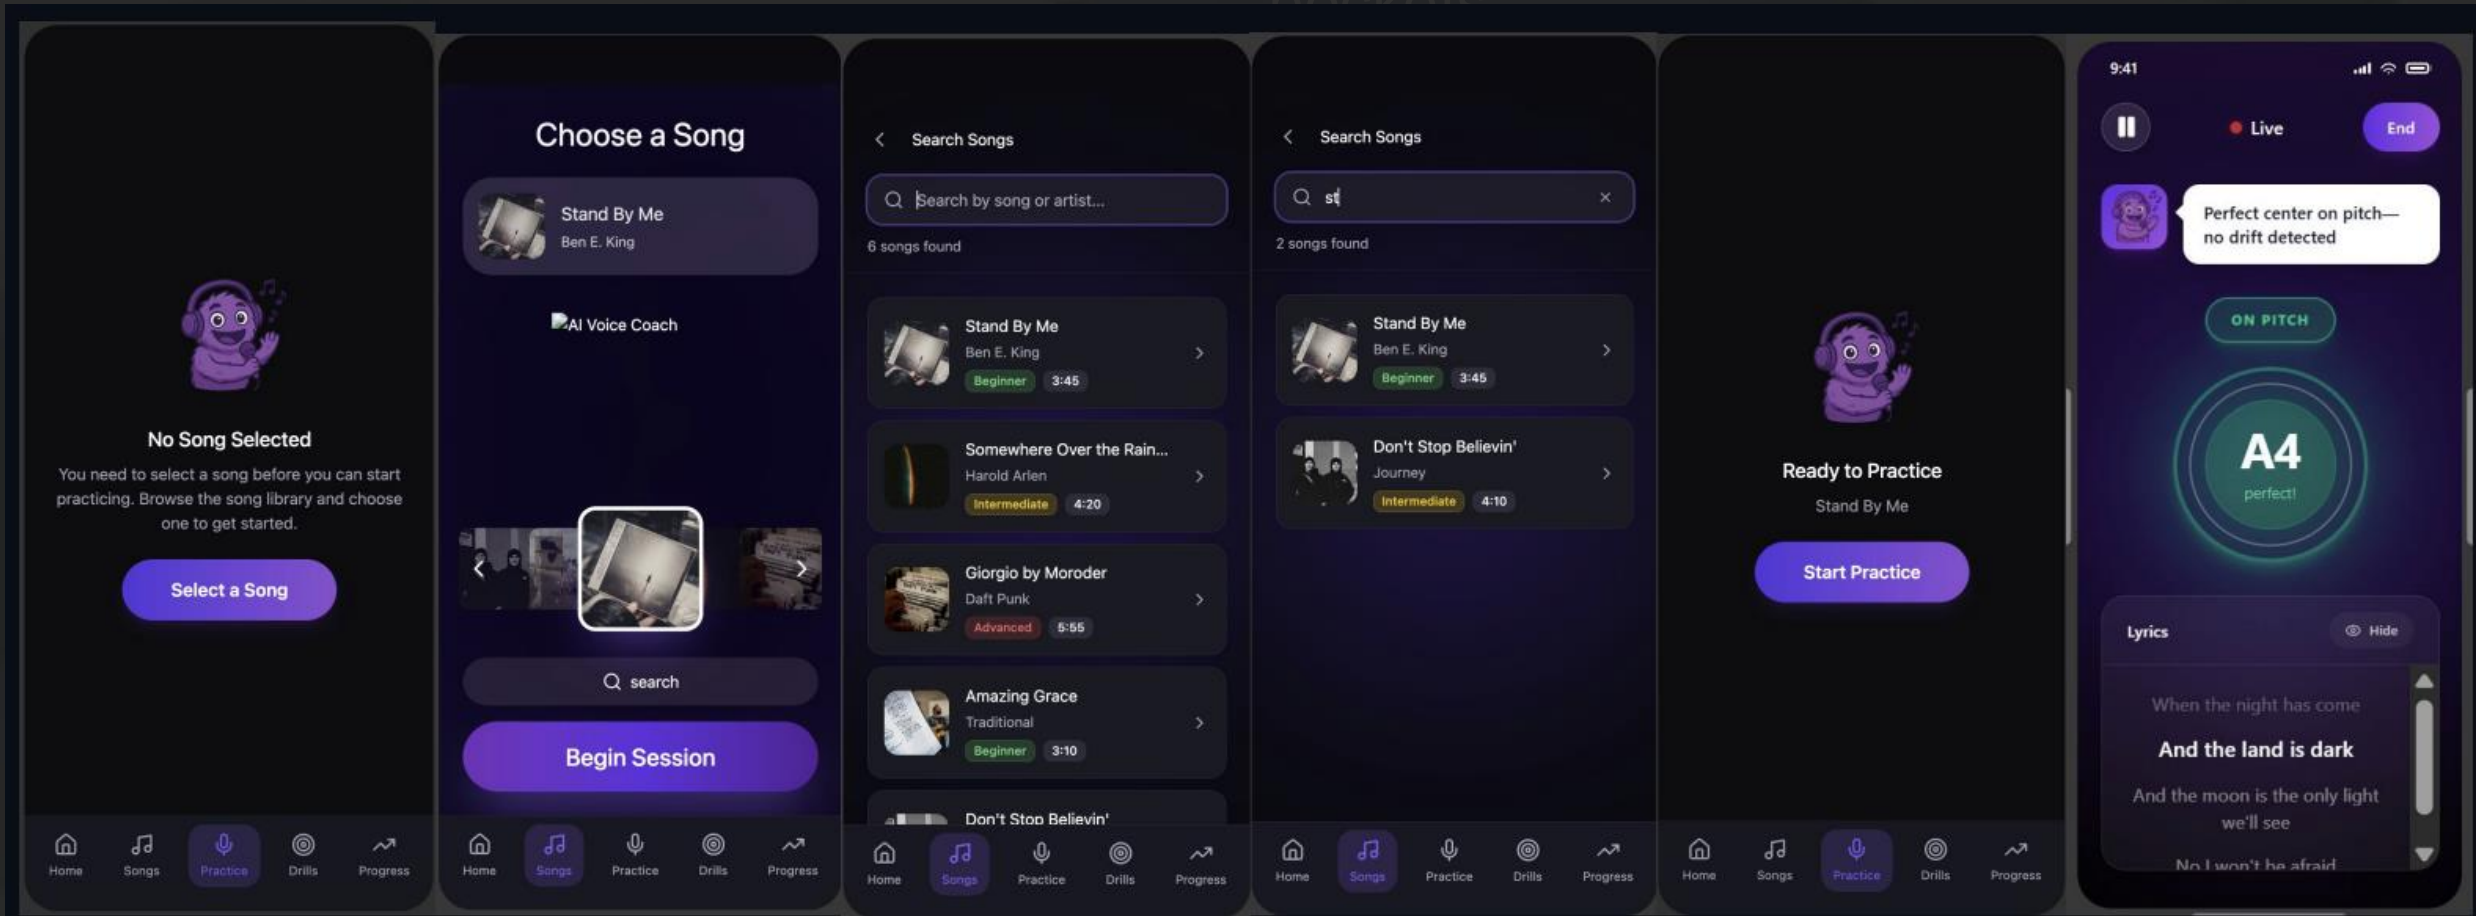 No Song Selected
You need to select a song before you can start
practicing. Browse the song library and choose
one to get started.
Select a Song
Home
Songs
Practice
Drills
Progress
Choose a Song
Stand By Me
Ben E. King
AI Voice Coach
search
Begin Session
Home
Songs
Practice
Drills
Progress
Search Songs
Search by song or artist...
6 songs found
Stand By Me
Ben E. King
Beginner 3:45
Somewhere Over the Rain...
Harold Arlen
Intermediate 4:20
Giorgio by Moroder
Daft Punk
Advanced 5:55
Amazing Grace
Traditional
Beginner 3:10
Don't Stop Believin'
Home
Songs
Practice
Drills
Progress
Search Songs
st
2 songs found
Stand By Me
Ben E. King
Beginner 3:45
Don't Stop Believin'
Journey
Intermediate 4:10
Home
Songs
Practice
Drills
Progress
Ready to Practice
Stand By Me
Start Practice
Home
Songs
Practice
Drills
Progress
9:41
Live
End
Perfect center on pitch—
no drift detected
ON PITCH
A4
perfect!
Lyrics
Hide
When the night has come
And the land is dark
And the moon is the only light
we'll see
No I won't be afraid